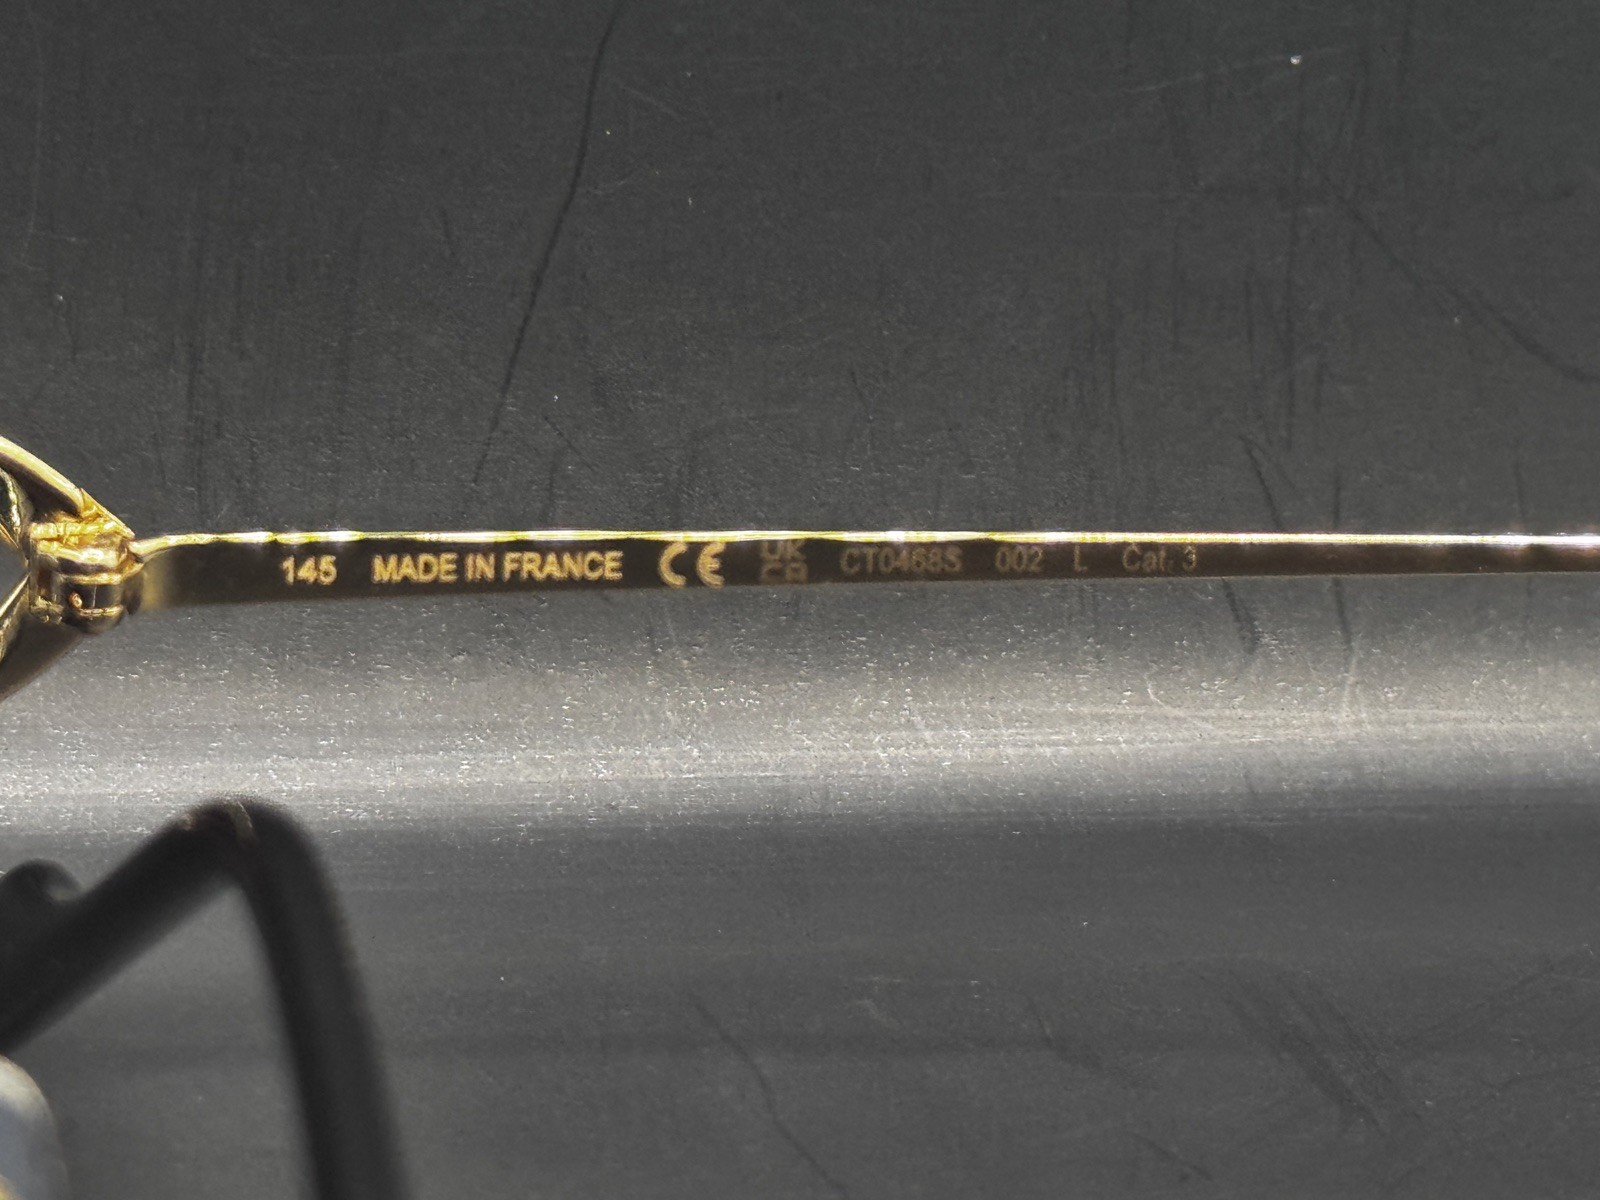 145 MADE IN FRANCE CE UK CA CT0468S 002 L Cat. 3